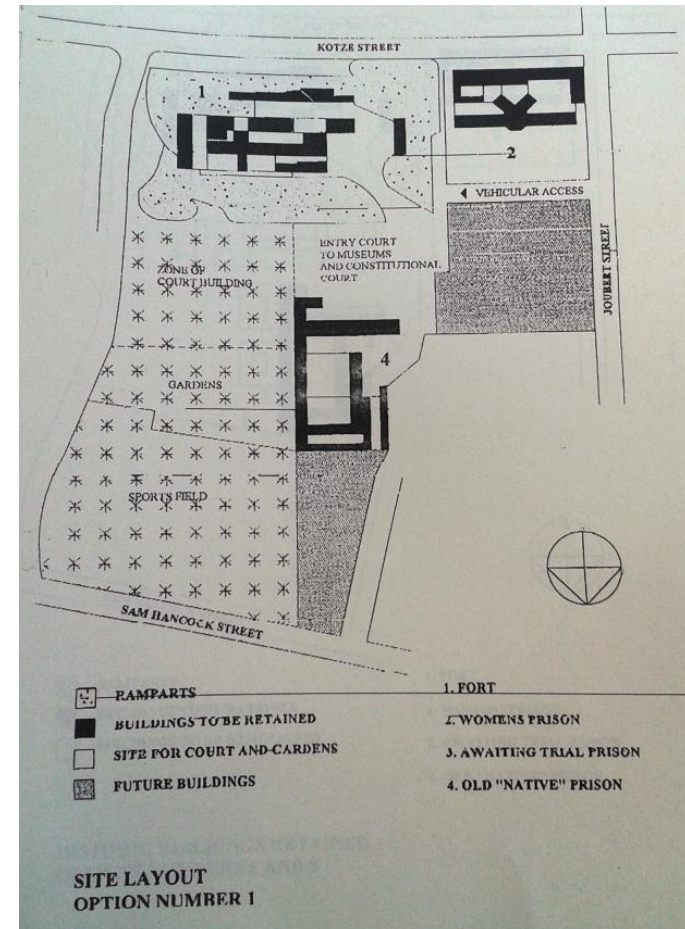 KOTZE STREET
1
2
VEHICULAR ACCESS
JOUBERT STREET
ENTRY COURT
TO MUSEUMS
AND CONSTITUTIONAL
COURT
ZONE OF
COURT BUILDING
4
GARDENS
SPORTS FIELD
SAM HANCOCK STREET
RAMPARTS
BUILDINGS TO BE RETAINED
SITE FOR COURT AND GARDENS
FUTURE BUILDINGS
1. FORT
2. WOMENS PRISON
3. AWAITING TRIAL PRISON
4. OLD "NATIVE" PRISON
SITE LAYOUT
OPTION NUMBER 1